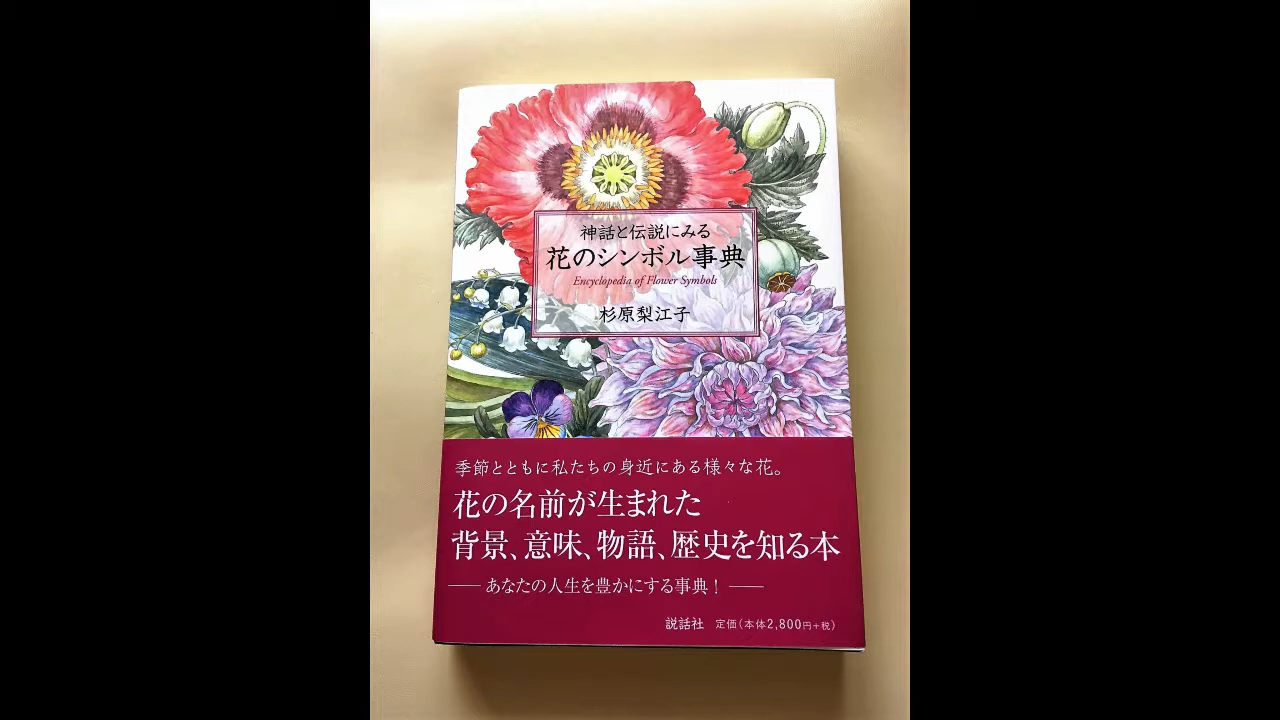 神話と伝説にみる
花のシンボル事典
Encyclopedia of Flower Symbols
杉原梨江子
季節とともに私たちの身近にある様々な花。
花の名前が生まれた
背景、意味、物語、歴史を知る本
──あなたの人生を豊かにする事典！──
説話社 定価(本体2,800円+税)